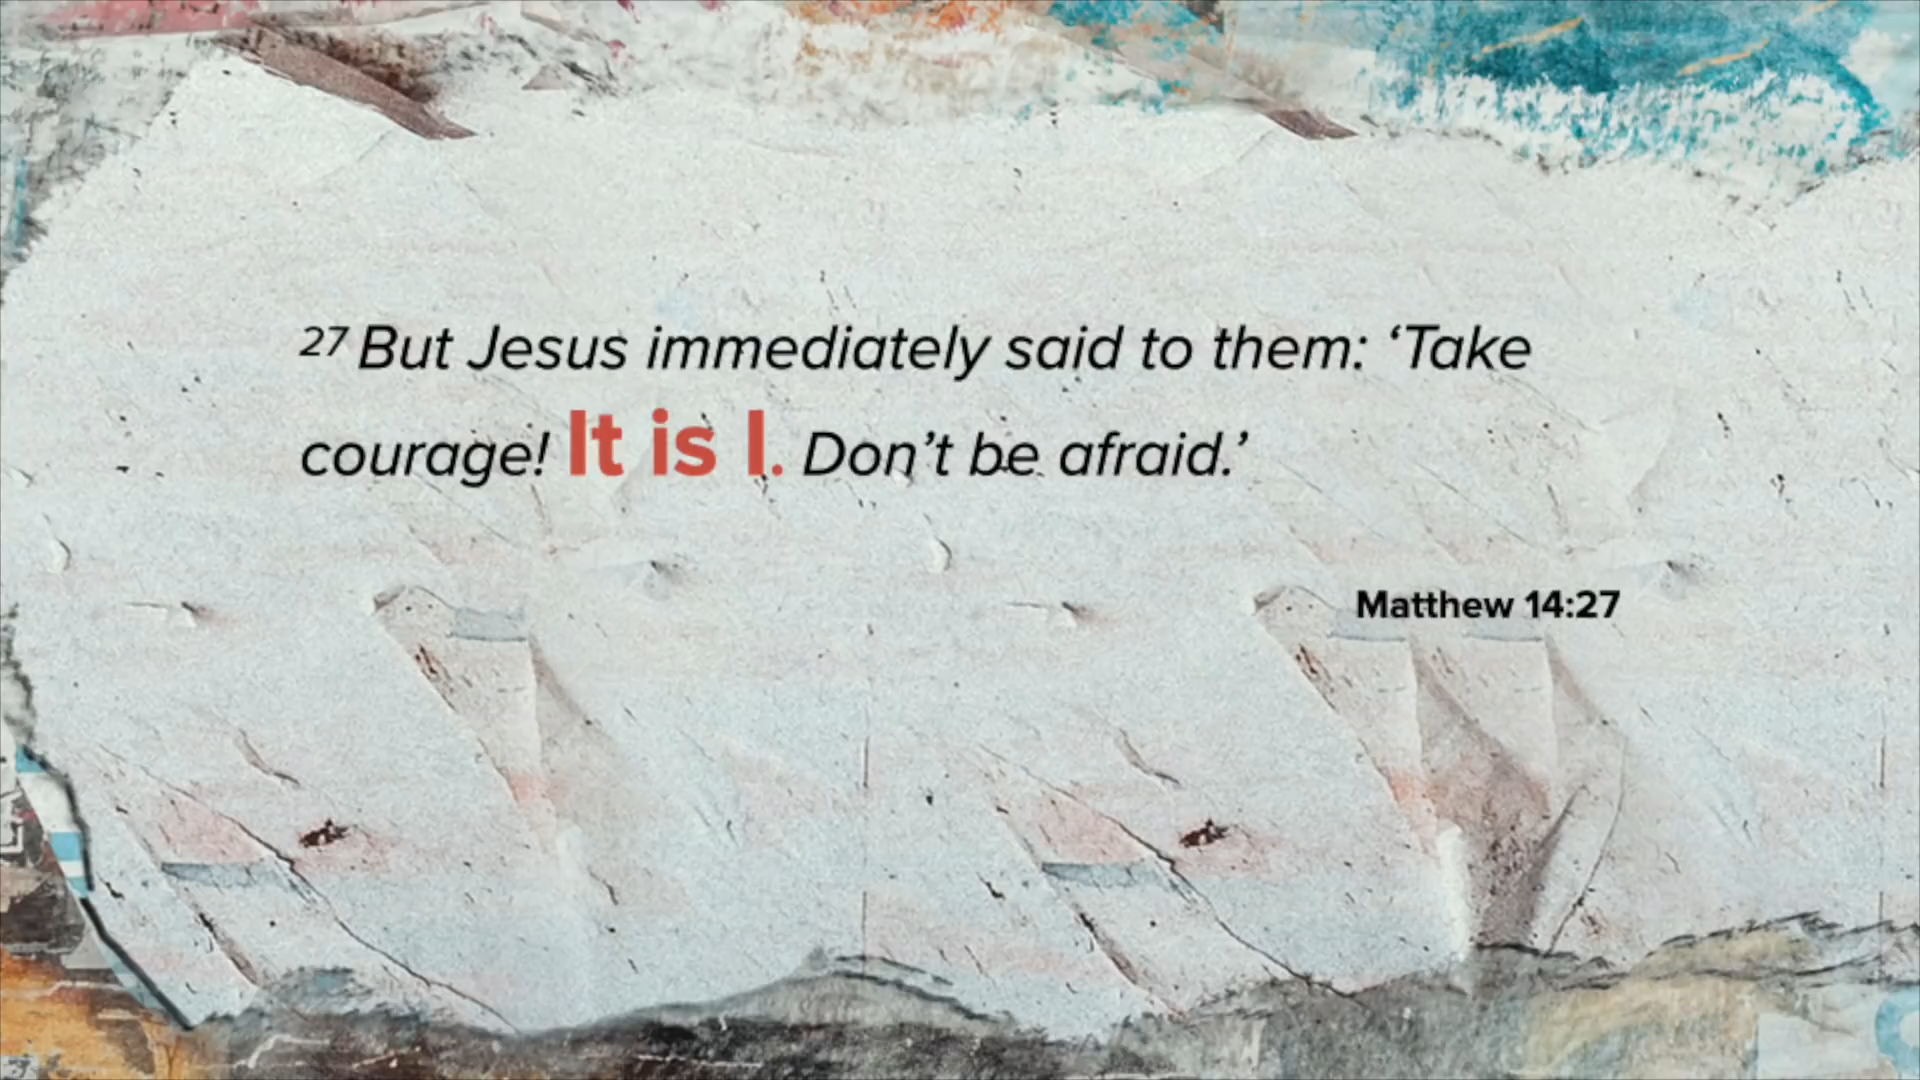 27 But Jesus immediately said to them: ‘Take
courage! It is I. Don’t be afraid.’
Matthew 14:27